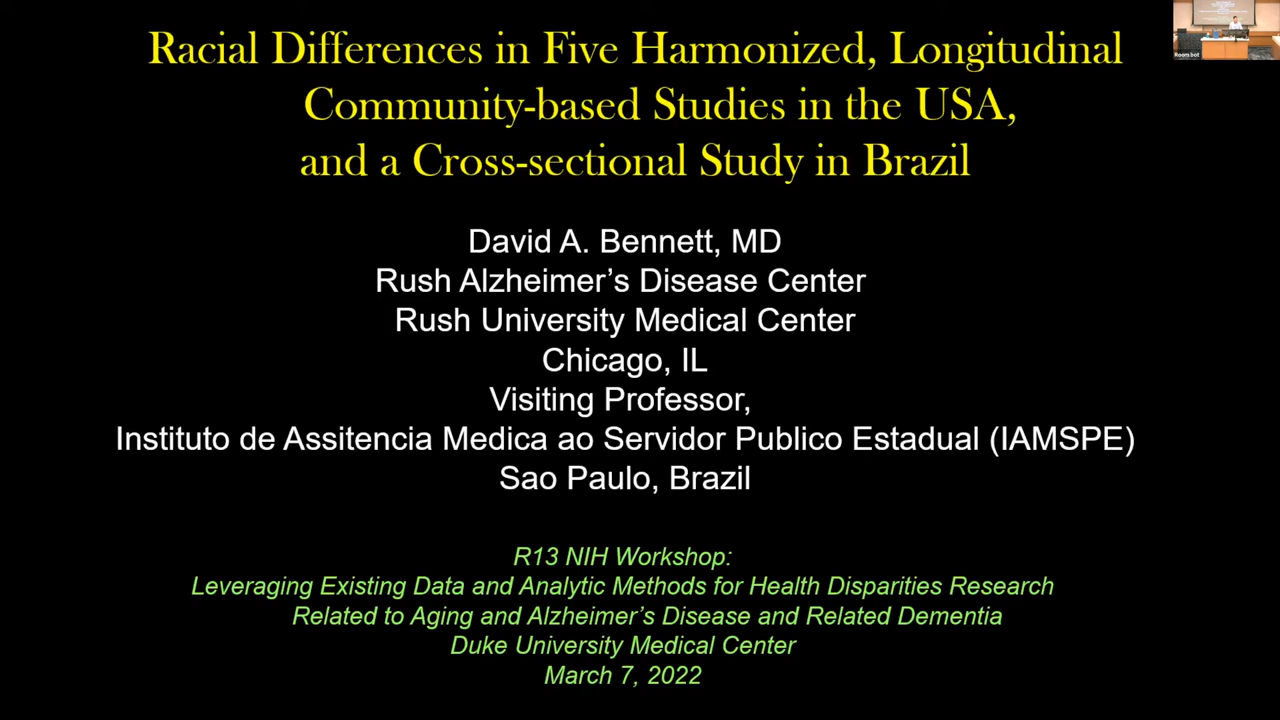 Racial Differences in Five Harmonized, Longitudinal
Community-based Studies in the USA,
and a Cross-sectional Study in Brazil
David A. Bennett, MD
Rush Alzheimer's Disease Center
Rush University Medical Center
Chicago, IL
Visiting Professor,
Instituto de Assitencia Medica ao Servidor Publico Estadual (IAMSPE)
Sao Paulo, Brazil
R13 NIH Workshop:
Leveraging Existing Data and Analytic Methods for Health Disparities Research
Related to Aging and Alzheimer's Disease and Related Dementia
Duke University Medical Center
March 7, 2022
Room bot